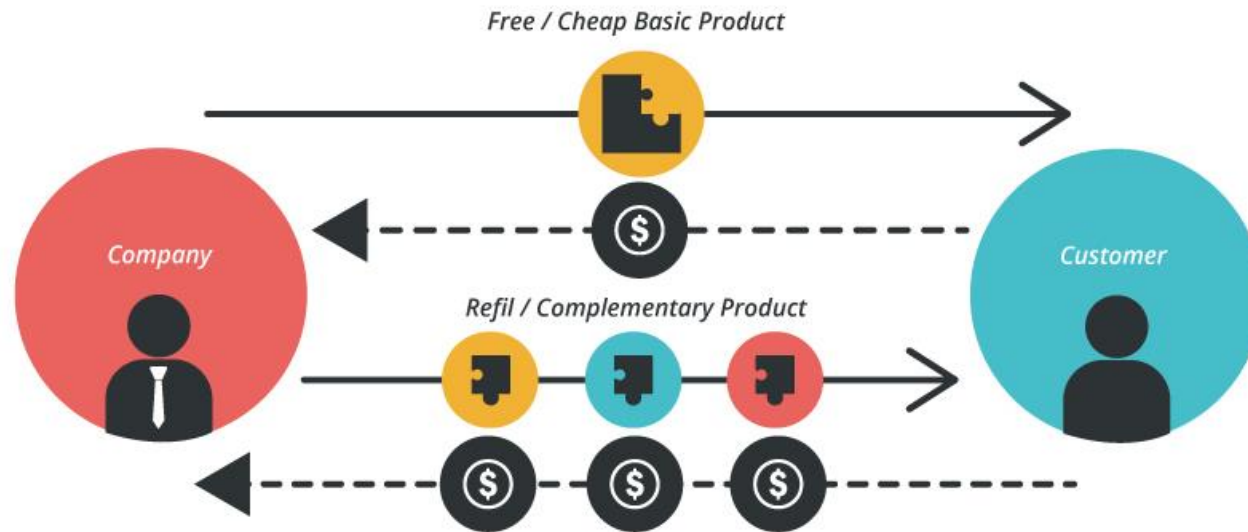 Free / Cheap Basic Product
$
Company
Customer
Refil / Complementary Product
$ $ $